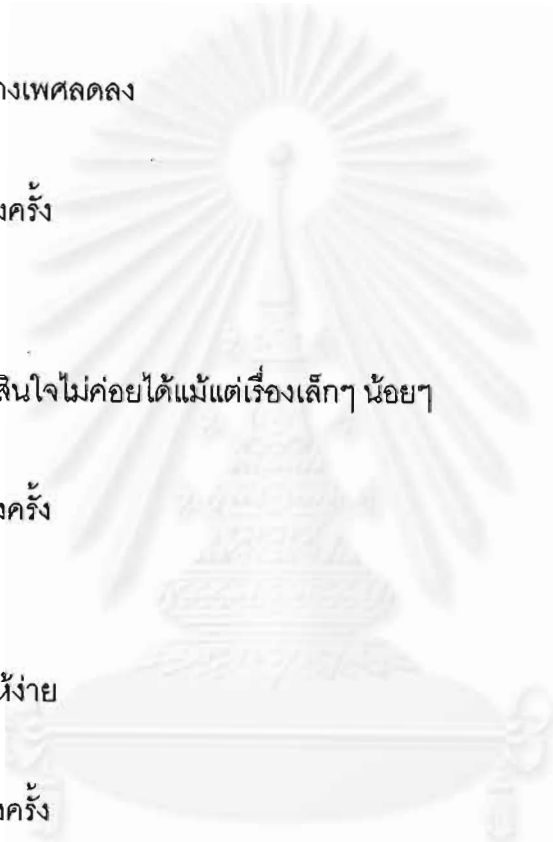 างเพศลดลง
งครั้ง
สินใจไม่ค่อยได้แม้แต่เรื่องเล็กๆ น้อยๆ
งครั้ง
ห้ง่าย
งครั้ง